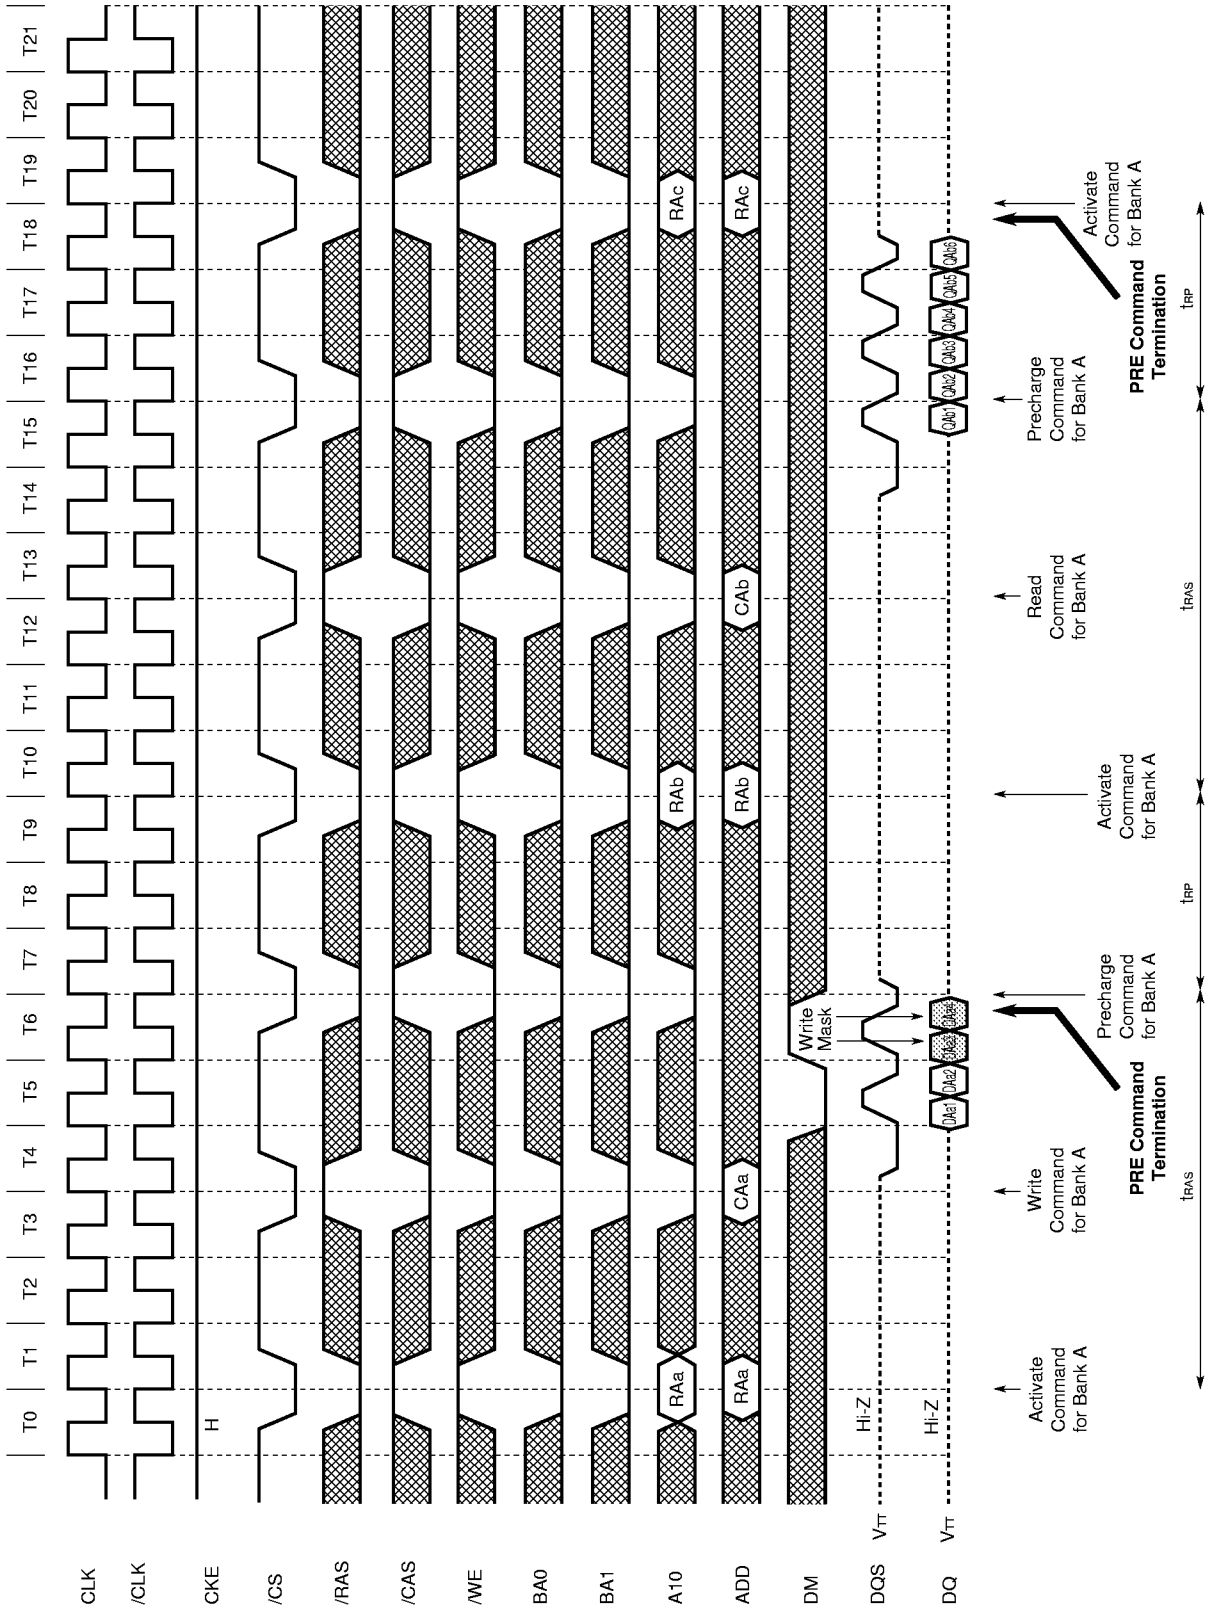 T0 T1 T2 T3 T4 T5 T6 T7 T8 T9 T10 T11 T12 T13 T14 T15 T16 T17 T18 T19 T20 T21
CLK
/CLK
CKE
H
/CS
/RAS
/CAS
/WE
BA0
BA1
A10
RAa RAb RAc
ADD
RAa CAa RAb CAb RAc
DM
Write
Mask
DQS
VTT
Hi-Z
DQ
VTT
Hi-Z
DAa1 DAa2 QAb1 QAb2 QAb3 QAb4 QAb5 QAb6
Activate
Command
for Bank A
Write
Command
for Bank A
Precharge
Command
for Bank A
Activate
Command
for Bank A
Read
Command
for Bank A
Precharge
Command
for Bank A
Activate
Command
for Bank A
PRE Command
Termination
PRE Command
Termination
tRAS tRP tRAS tRP